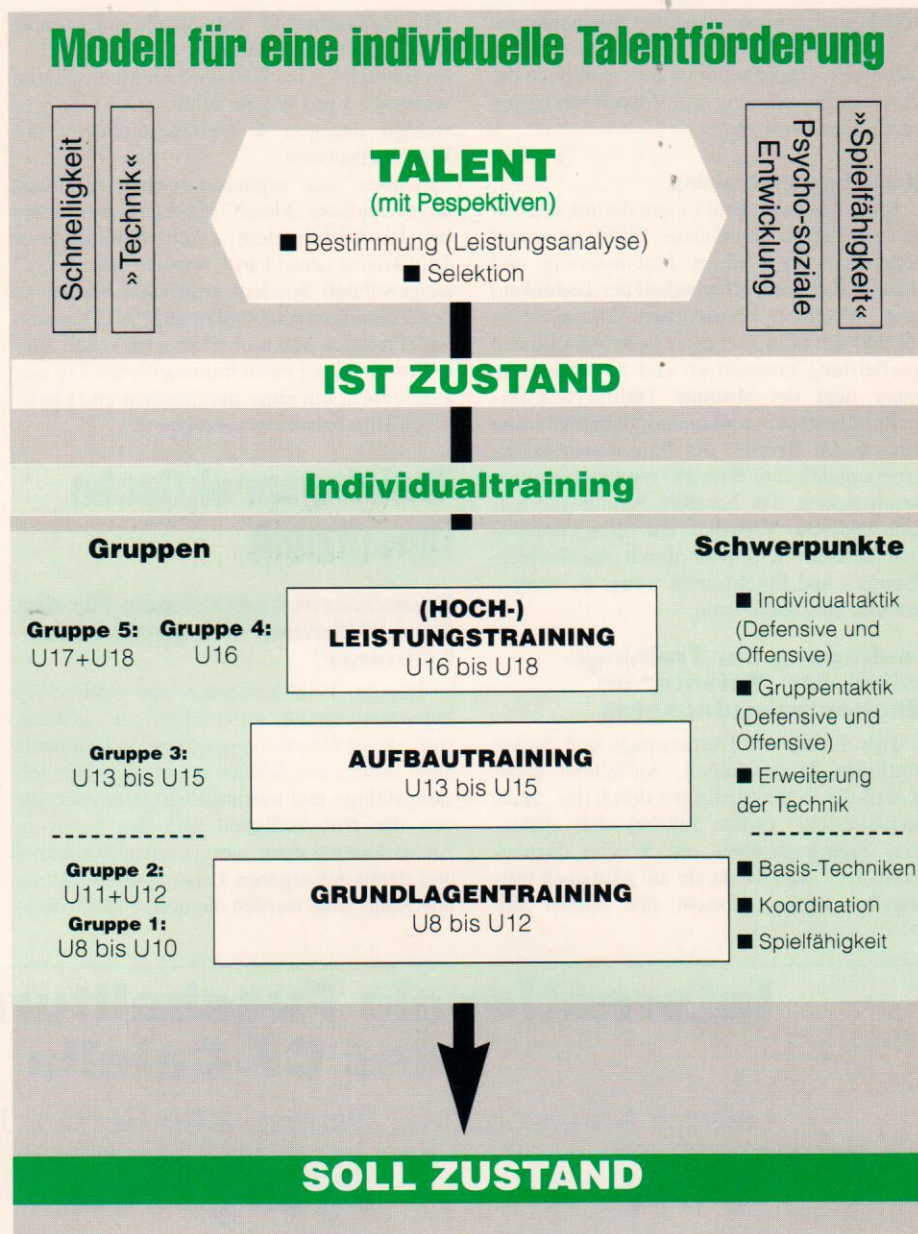 Modell für eine individuelle Talentförderung
Schnelligkeit
»Technik«
TALENT
(mit Pespektiven)
■ Bestimmung (Leistungsanalyse)
■ Selektion
Psycho-soziale
Entwicklung
»Spielfähigkeit«
IST ZUSTAND
Individualtraining
Gruppen
Gruppe 5:
U17+U18
Gruppe 4:
U16
Gruppe 3:
U13 bis U15
Gruppe 2:
U11+U12
Gruppe 1:
U8 bis U10
(HOCH-)
LEISTUNGSTRAINING
U16 bis U18
AUFBAUTRAINING
U13 bis U15
GRUNDLAGENTRAINING
U8 bis U12
Schwerpunkte
■ Individualtaktik
(Defensive und
Offensive)
■ Gruppentaktik
(Defensive und
Offensive)
■ Erweiterung
der Technik
■ Basis-Techniken
■ Koordination
■ Spielfähigkeit
SOLL ZUSTAND